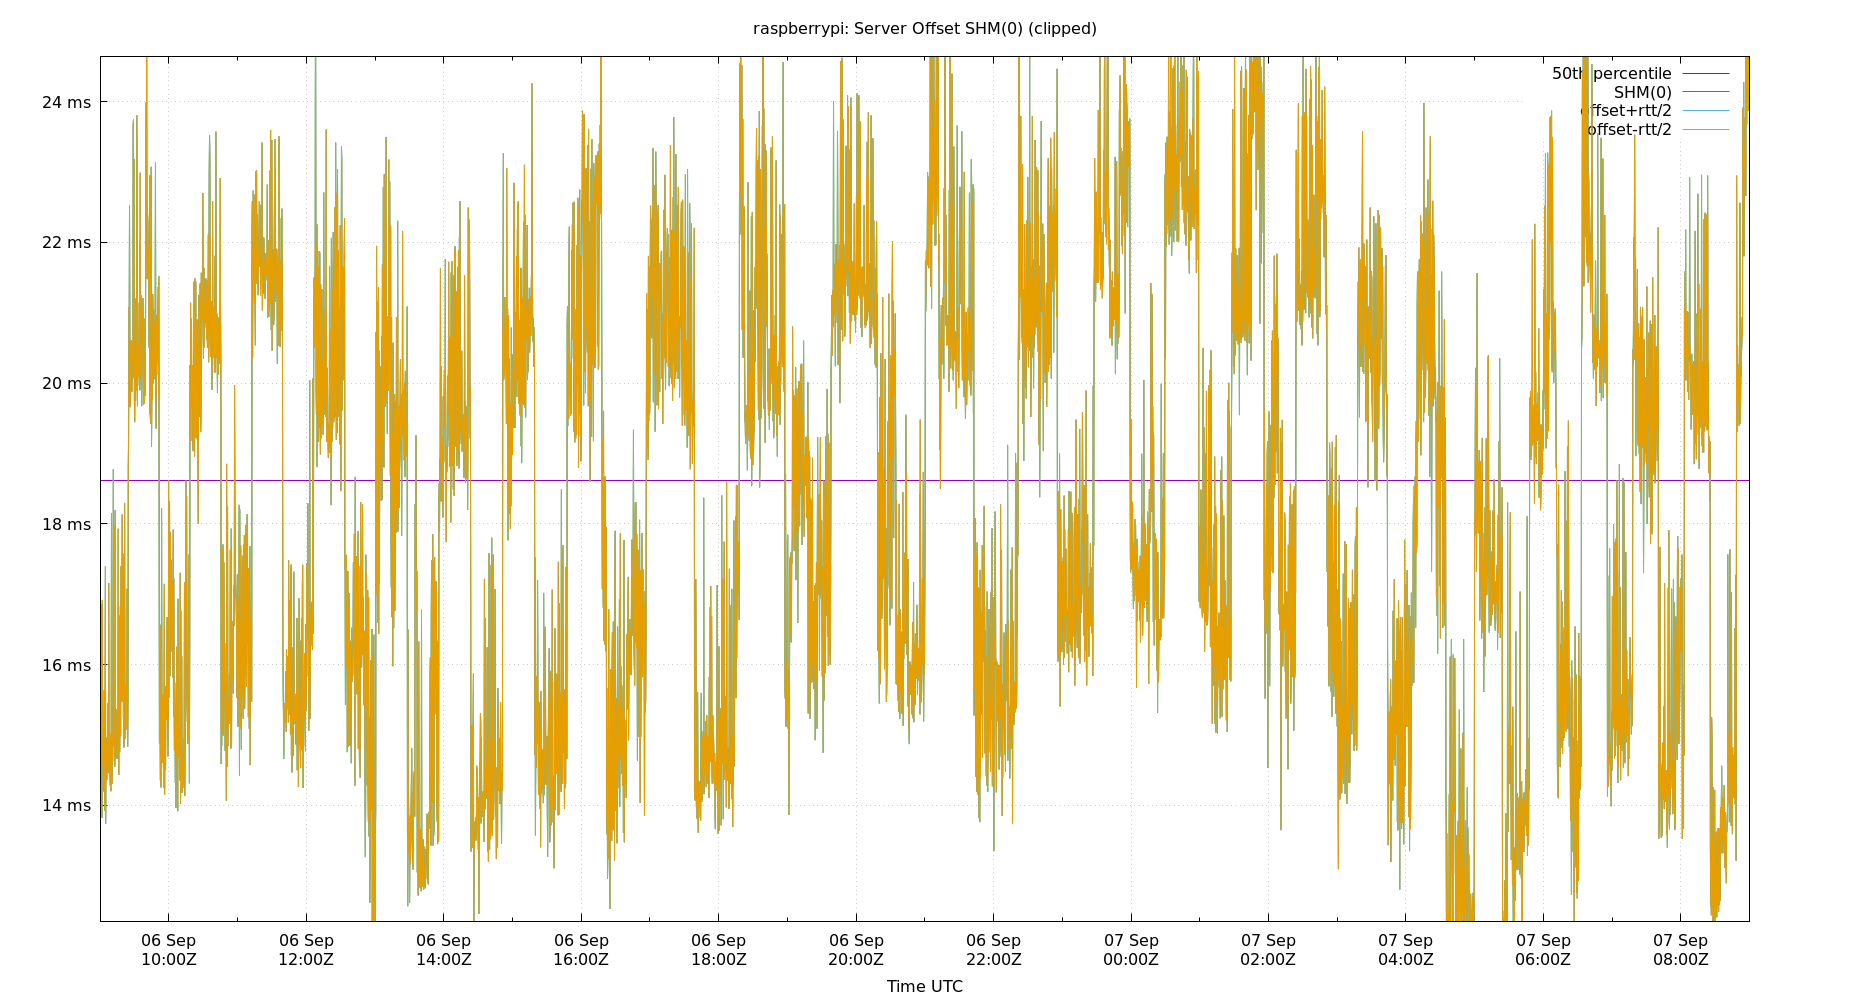 raspberrypi: Server Offset SHM(0) (clipped)
50th percentile
SHM(0)
offset+rtt/2
offset-rtt/2
24 ms
22 ms
20 ms
18 ms
16 ms
14 ms
06 Sep 06 Sep 06 Sep 06 Sep 06 Sep 06 Sep 06 Sep 07 Sep 07 Sep 07 Sep 07 Sep 07 Sep
10:00Z 12:00Z 14:00Z 16:00Z 18:00Z 20:00Z 22:00Z 00:00Z 02:00Z 04:00Z 06:00Z 08:00Z
Time UTC